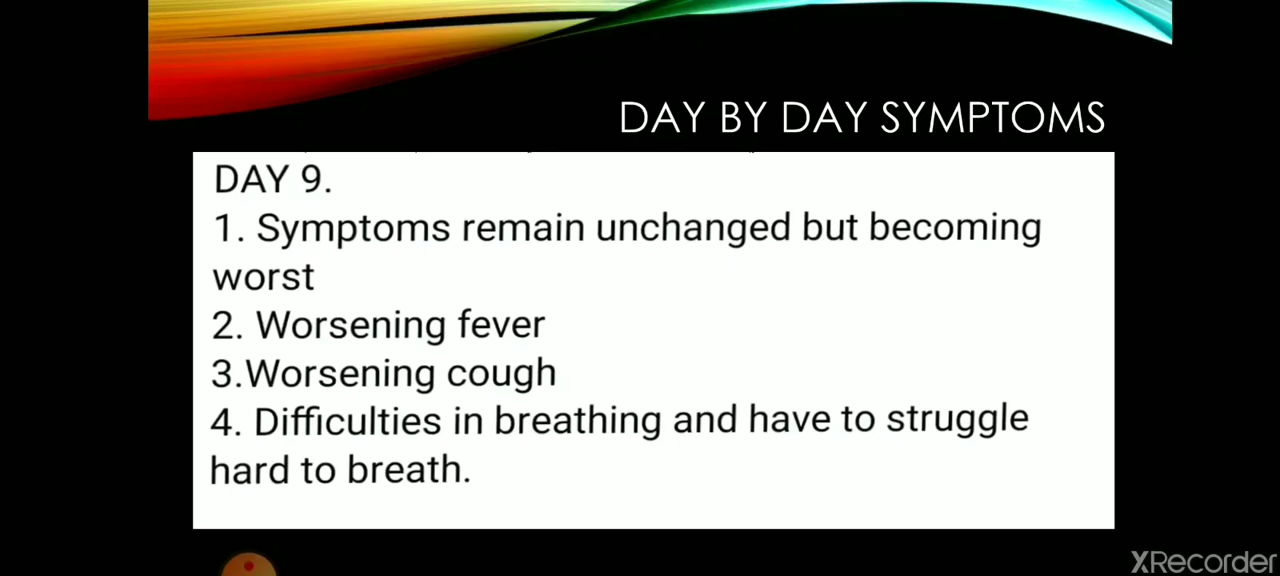 DAY BY DAY SYMPTOMS
DAY 9.
1. Symptoms remain unchanged but becoming
worst
2. Worsening fever
3.Worsening cough
4. Difficulties in breathing and have to struggle
hard to breath.
XRecorder